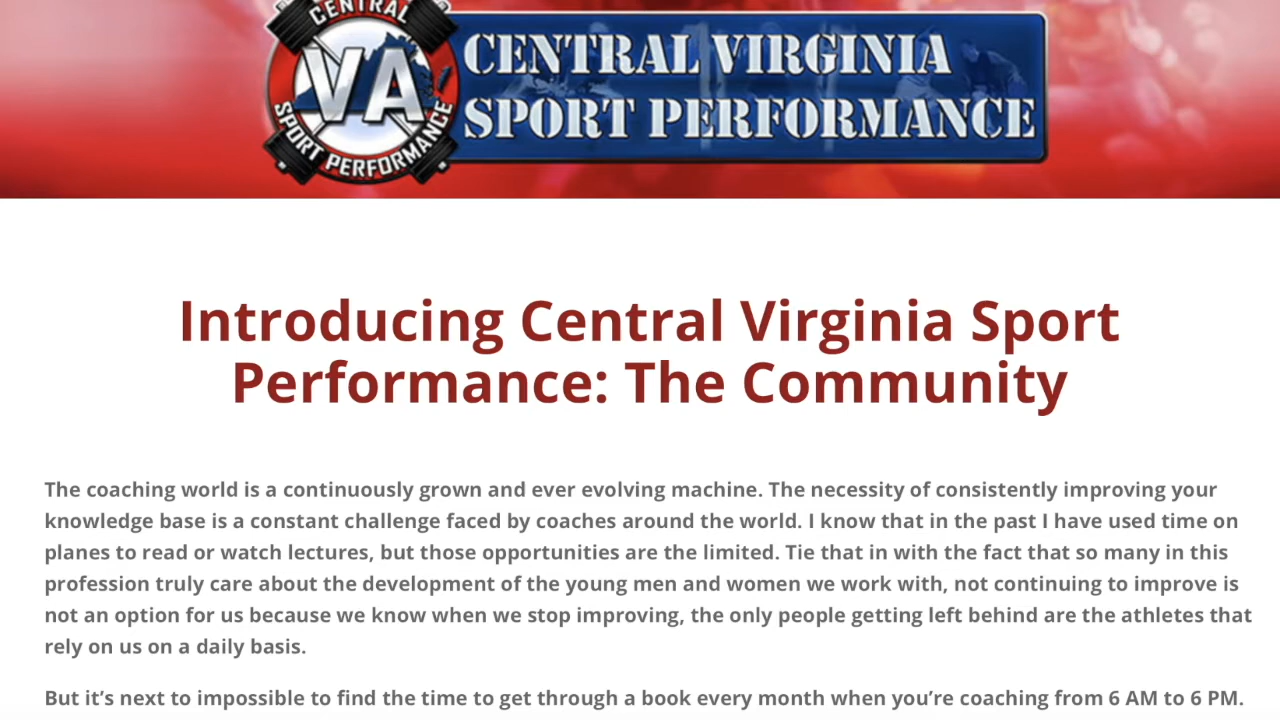 CENTRAL
VA
SPORT PERFORMANCE
CENTRAL VIRGINIA
SPORT PERFORMANCE
Introducing Central Virginia Sport
Performance: The Community
The coaching world is a continuously grown and ever evolving machine. The necessity of consistently improving your
knowledge base is a constant challenge faced by coaches around the world. I know that in the past I have used time on
planes to read or watch lectures, but those opportunities are the limited. Tie that in with the fact that so many in this
profession truly care about the development of the young men and women we work with, not continuing to improve is
not an option for us because we know when we stop improving, the only people getting left behind are the athletes that
rely on us on a daily basis.
But it’s next to impossible to find the time to get through a book every month when you’re coaching from 6 AM to 6 PM.